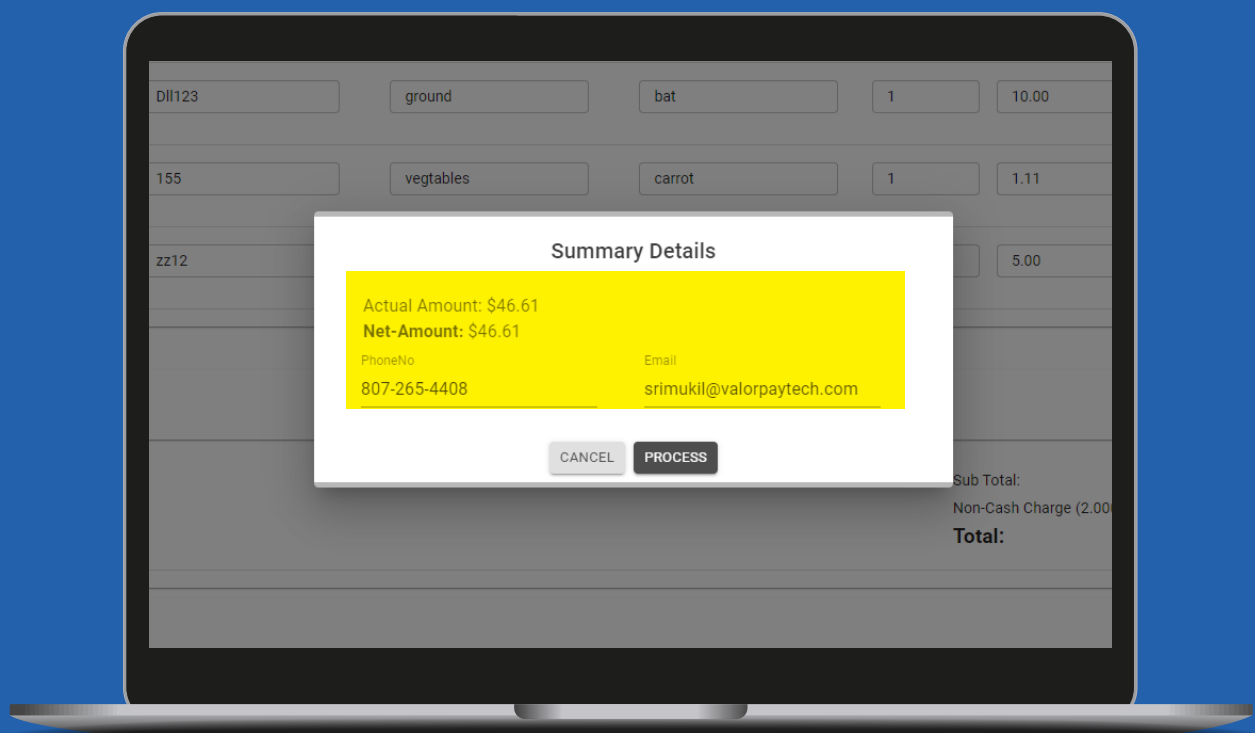 Dll123 ground bat 1 10.00
155 vegtables carrot 1 1.11
zz12 5.00
Summary Details
Actual Amount: $46.61
Net-Amount: $46.61
PhoneNo Email
807-265-4408 srimukil@valorpaytech.com
CANCEL PROCESS
Sub Total:
Non-Cash Charge (2.00
Total: